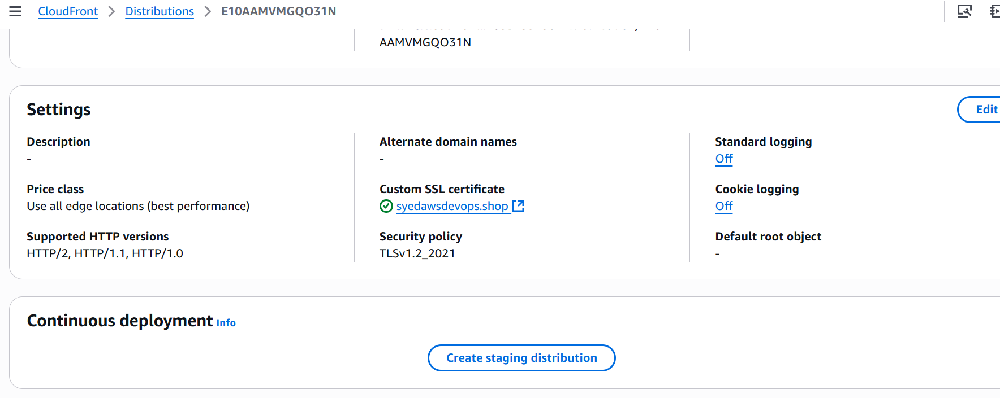 CloudFront > Distributions > E10AAMVMGQO31N
AAMVMGQO31N
Settings
Edit
Description
-
Alternate domain names
-
Standard logging
Off
Price class
Use all edge locations (best performance)
Custom SSL certificate
syedawsdevops.shop
Cookie logging
Off
Supported HTTP versions
HTTP/2, HTTP/1.1, HTTP/1.0
Security policy
TLSv1.2_2021
Default root object
-
Continuous deployment Info
Create staging distribution